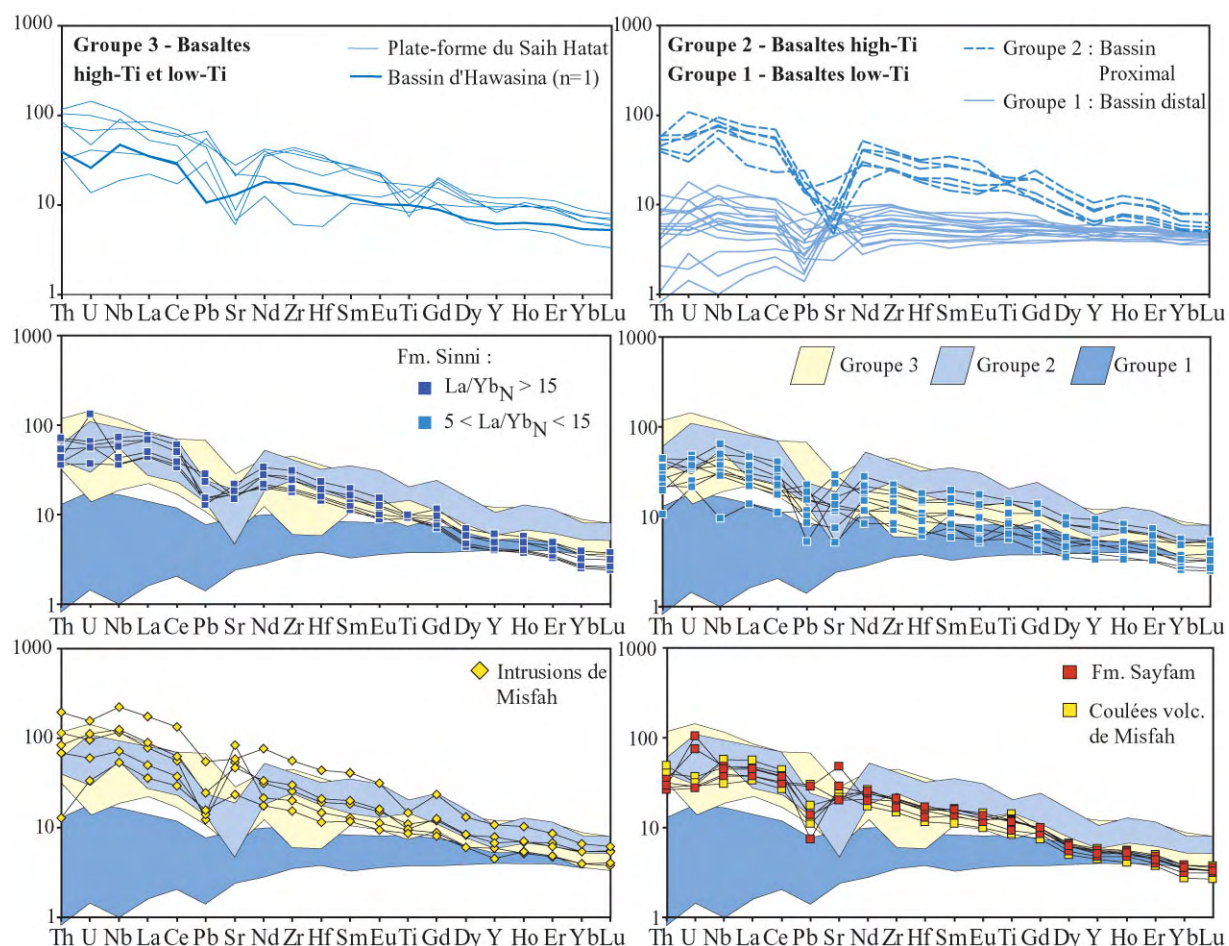 1000
100
10
1
Groupe 3 - Basaltes
high-Ti et low-Ti
Plate-forme du Saih Hatat
Bassin d'Hawasina (n=1)
Th U Nb La Ce Pb Sr Nd Zr Hf Sm Eu Ti Gd Dy Y Ho Er Yb Lu
1000
100
10
1
Groupe 2 - Basaltes high-Ti
Groupe 1 - Basaltes low-Ti
Groupe 2 : Bassin
Proximal
Groupe 1 : Bassin distal
Th U Nb La Ce Pb Sr Nd Zr Hf Sm Eu Ti Gd Dy Y Ho Er Yb Lu
1000
100
10
1
Fm. Sinni :
La/YbN > 15
5 < La/YbN < 15
Th U Nb La Ce Pb Sr Nd Zr Hf Sm Eu Ti Gd Dy Y Ho Er Yb Lu
1000
100
10
1
Groupe 3
Groupe 2
Groupe 1
Th U Nb La Ce Pb Sr Nd Zr Hf Sm Eu Ti Gd Dy Y Ho Er Yb Lu
1000
100
10
1
Intrusions de
Misfah
Th U Nb La Ce Pb Sr Nd Zr Hf Sm Eu Ti Gd Dy Y Ho Er Yb Lu
1000
100
10
1
Fm. Sayfam
Coulées volc.
de Misfah
Th U Nb La Ce Pb Sr Nd Zr Hf Sm Eu Ti Gd Dy Y Ho Er Yb Lu